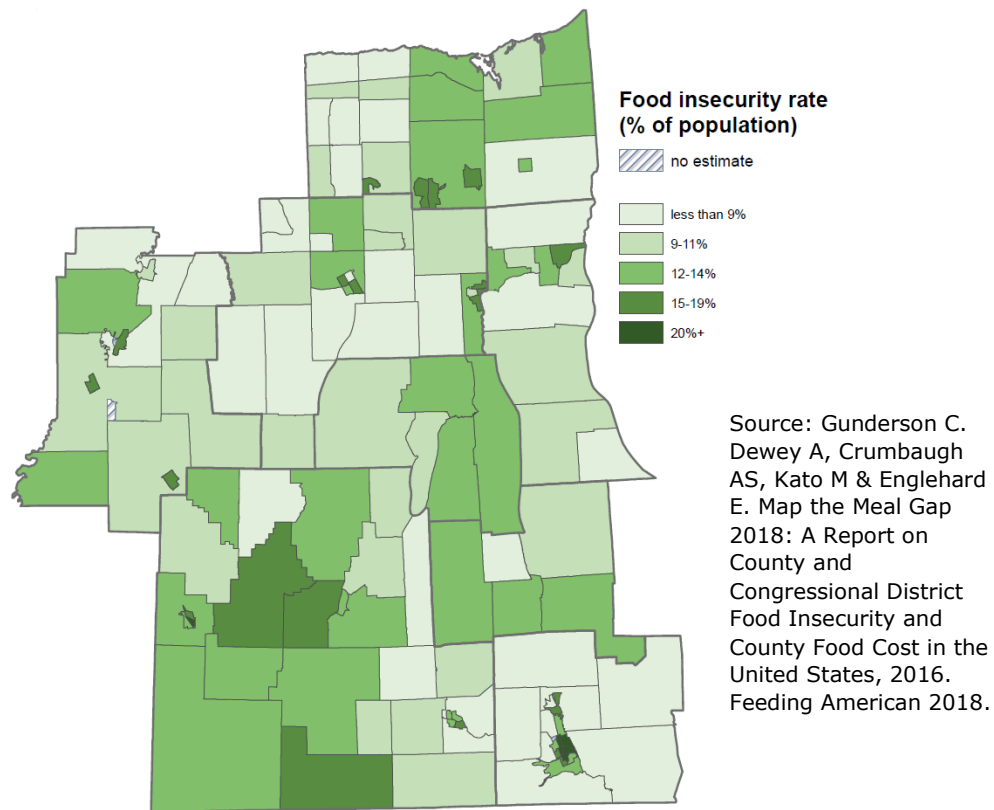 Food insecurity rate
(% of population)
no estimate
less than 9%
9-11%
12-14%
15-19%
20%+
Source: Gunderson C.
Dewey A, Crumbaugh
AS, Kato M & Englehard
E. Map the Meal Gap
2018: A Report on
County and
Congressional District
Food Insecurity and
County Food Cost in the
United States, 2016.
Feeding American 2018.